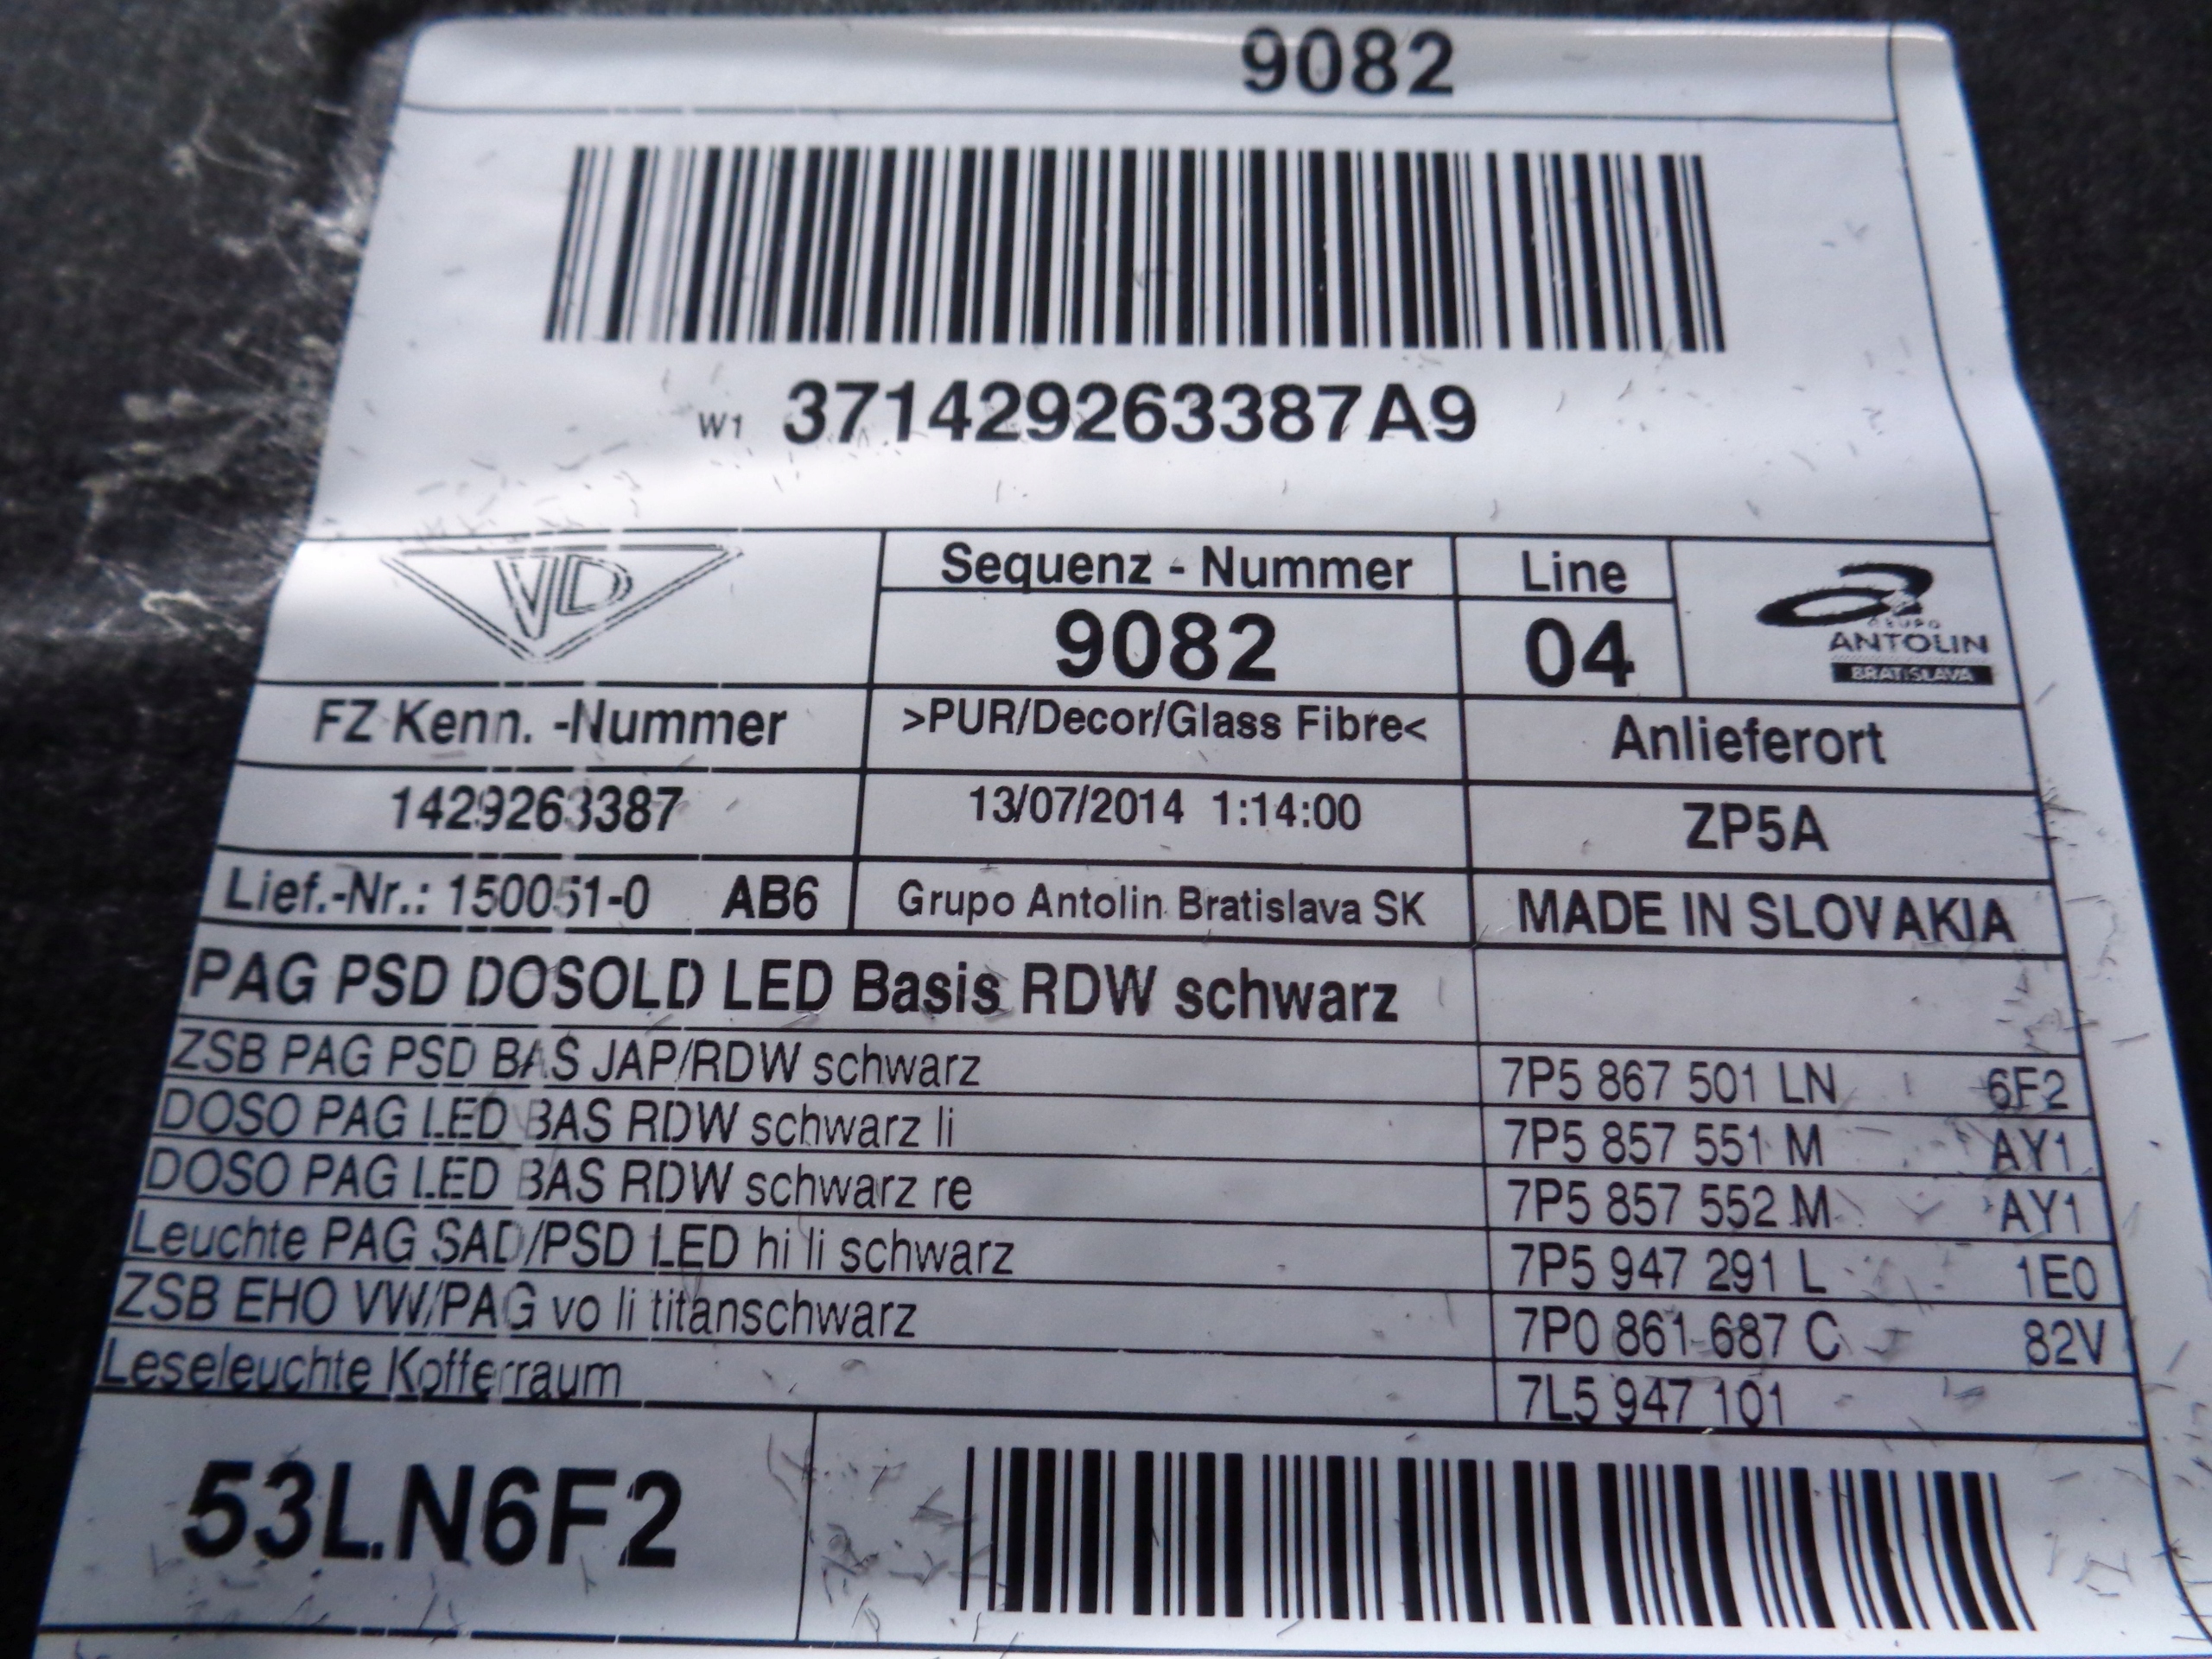 9082
W1 371429263387A9
VD
Sequenz - Nummer
Line
9082
04
GRUPO
ANTOLIN
BRATISLAVA
FZ Kenn. -Nummer
>PUR/Decor/Glass Fibre<
Anlieferort
1429263387
13/07/2014 1:14:00
ZP5A
Lief.-Nr.: 150051-0 AB6
Grupo Antolin Bratislava SK
MADE IN SLOVAKIA
PAG PSD DOSOLD LED Basis RDW schwarz
ZSB PAG PSD BAS JAP/RDW schwarz 7P5 867 501 LN 6F2
DOSO PAG LED BAS RDW schwarz li 7P5 857 551 M AY1
DOSO PAG LED BAS RDW schwarz re 7P5 857 552 M AY1
Leuchte PAG SAD/PSD LED hi li schwarz 7P5 947 291 L 1E0
ZSB EHO VW/PAG vo li titanschwarz 7P0 861 687 C 82V
Leseleuchte Kofferraum 7L5 947 101
53LN6F2